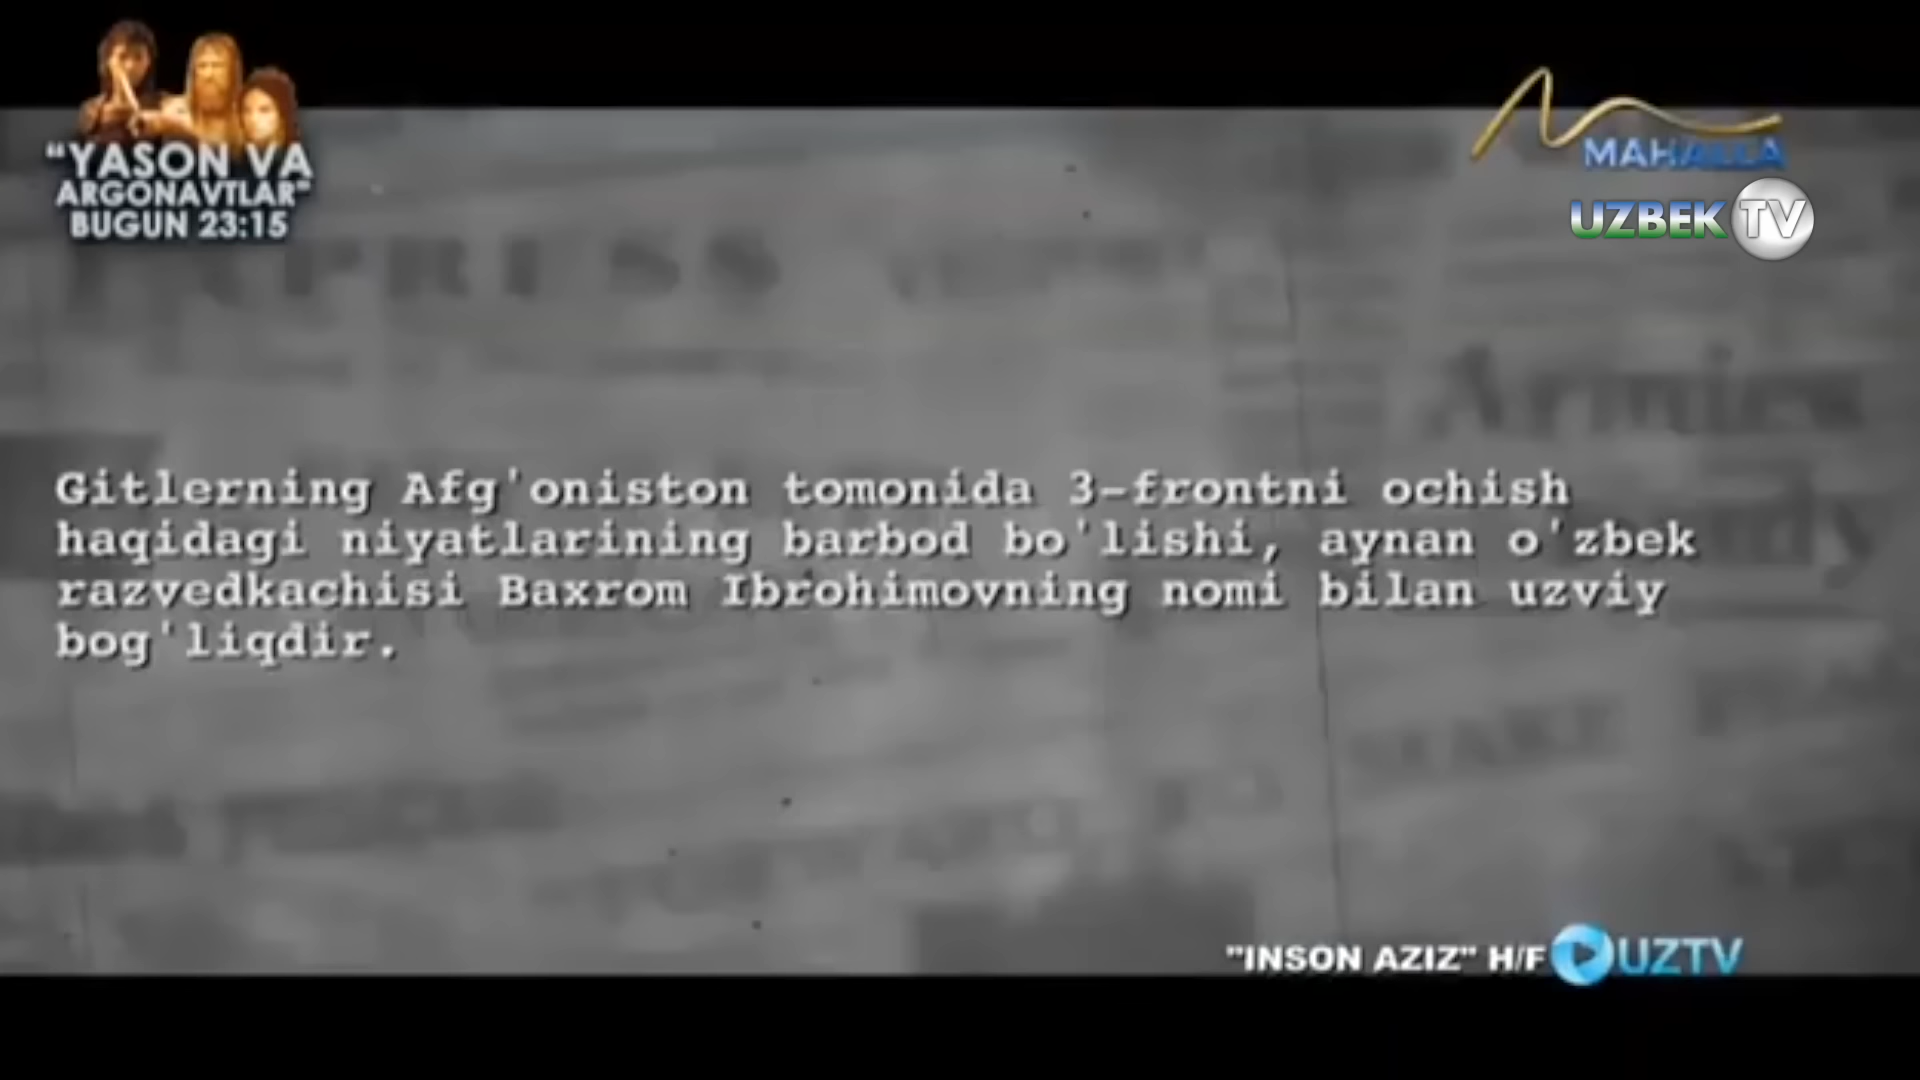 “YASON VA
ARGONAVTLAR”
BUGUN 23:15
MAHALLA
UZBEK TV
Gitlerning Afg'oniston tomonida 3-frontni ochish
haqidagi niyatlarining barbod bo'lishi, aynan o'zbek
razvedkachisi Baxrom Ibrohimovning nomi bilan uzviy
bog'liqdir.
"INSON AZIZ" H/F UZTV